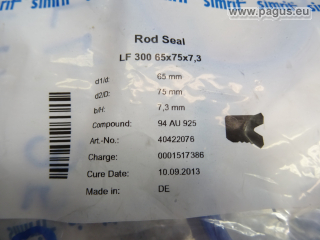 www.pagus.eu
simrit
Rod Seal
LF 300 65x75x7,3
d1/d: 65 mm
d2/D: 75 mm
b/H: 7,3 mm
Compound: 94 AU 925
Art.-No.: 40422076
Charge: 0001517386
Cure Date: 10.09.2013
Made in: DE